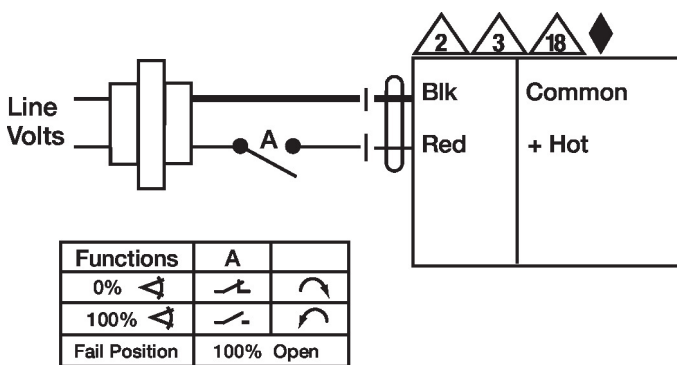 2 3 18
Line
Volts
A
Blk Common
Red + Hot
Functions A
0%
100%
Fail Position 100% Open